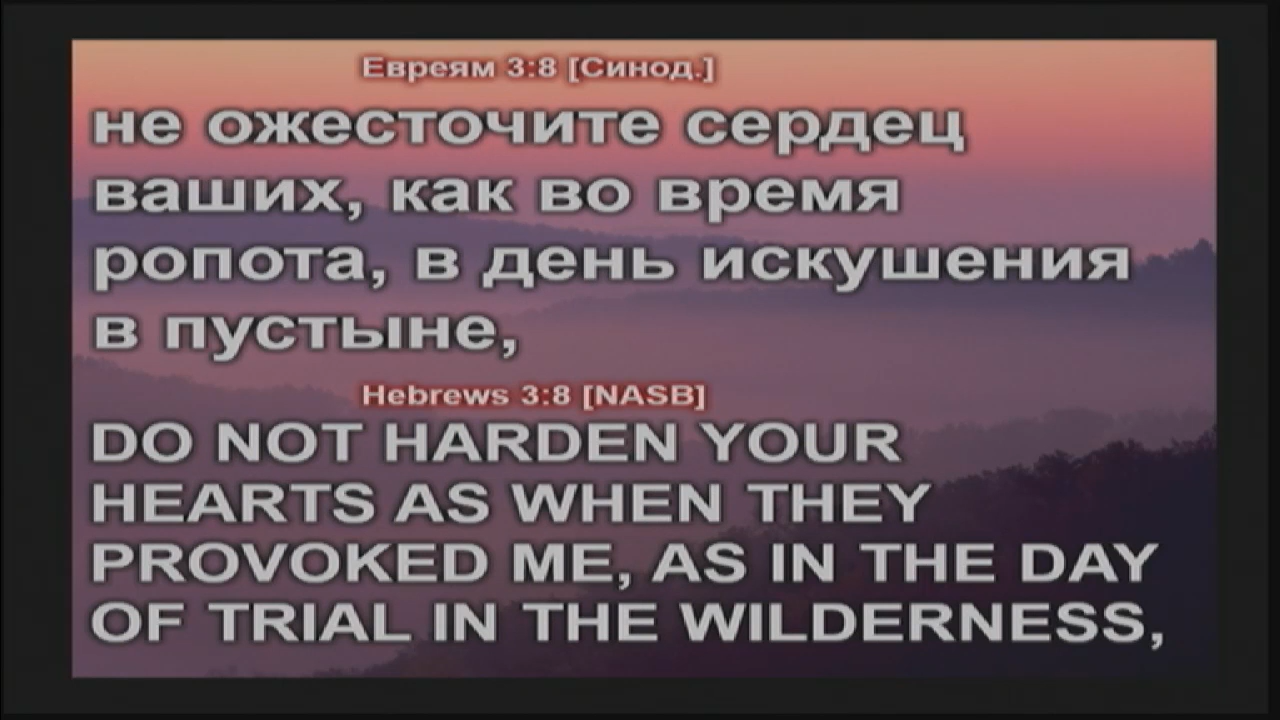 Евреям 3:8 [Синод.]
не ожесточите сердец
ваших, как во время
ропота, в день искушения
в пустыне,
Hebrews 3:8 [NASB]
DO NOT HARDEN YOUR
HEARTS AS WHEN THEY
PROVOKED ME, AS IN THE DAY
OF TRIAL IN THE WILDERNESS,